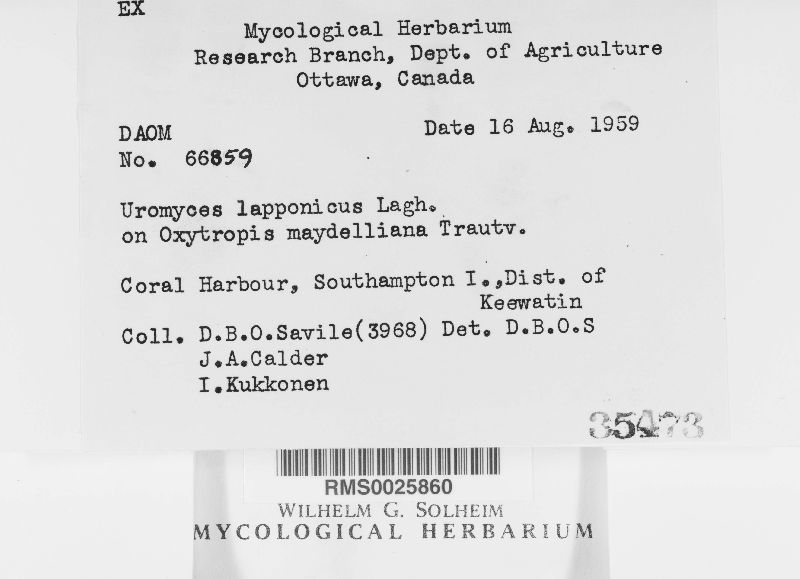 EX
Mycological Herbarium
Research Branch, Dept. of Agriculture
Ottawa, Canada
DAOM Date 16 Aug. 1959
No. 66859
Uromyces lapponicus Lagh.
on Oxytropis maydelliana Trautv.
Coral Harbour, Southampton I.,Dist. of
Keewatin
Coll. D.B.O.Savile(3968) Det. D.B.O.S
J.A.Calder
I.Kukkonen
35473
RMS0025860
WILHELM G. SOLHEIM
MYCOLOGICAL HERBARIUM